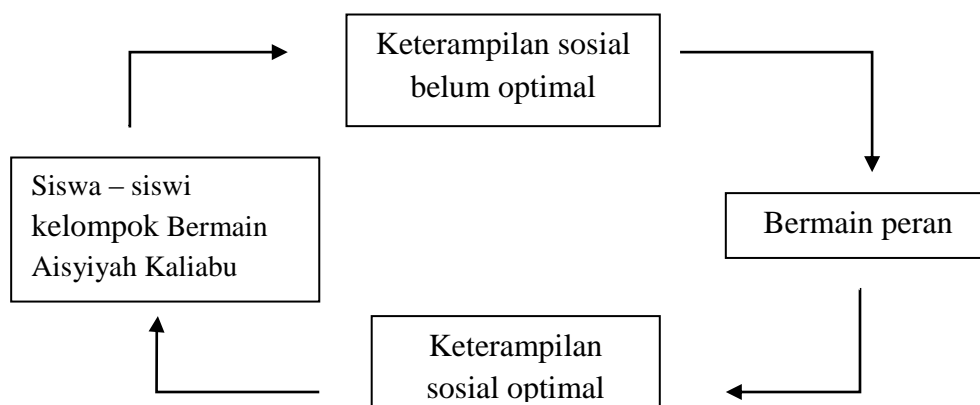 Keterampilan sosial
belum optimal
Siswa – siswi
kelompok Bermain
Aisyiyah Kaliabu
Bermain peran
Keterampilan
sosial optimal